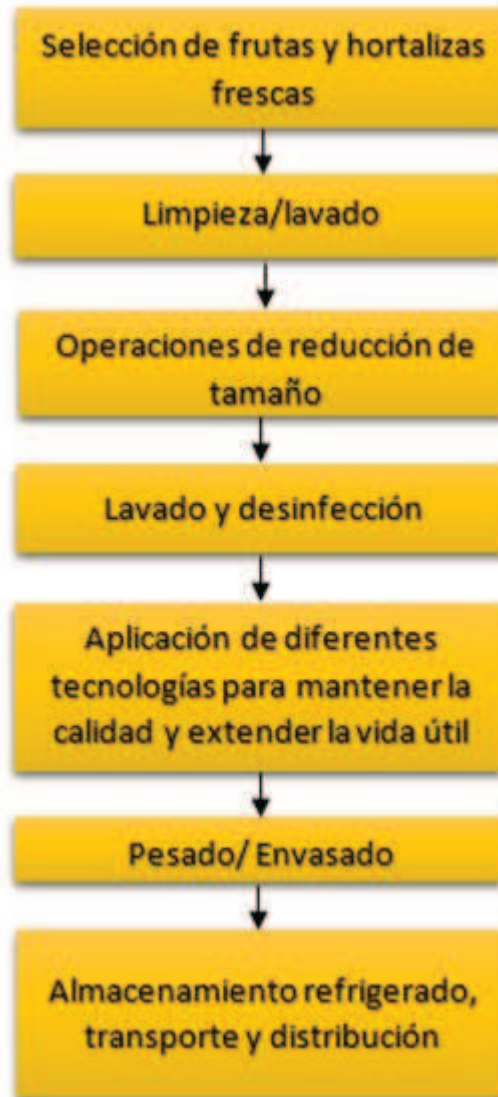 Selección de frutas y hortalizas
frescas
Limpieza/lavado
Operaciones de reducción de
tamaño
Lavado y desinfección
Aplicación de diferentes
tecnologías para mantener la
calidad y extender la vida útil
Pesado/ Envasado
Almacenamiento refrigerado,
transporte y distribución